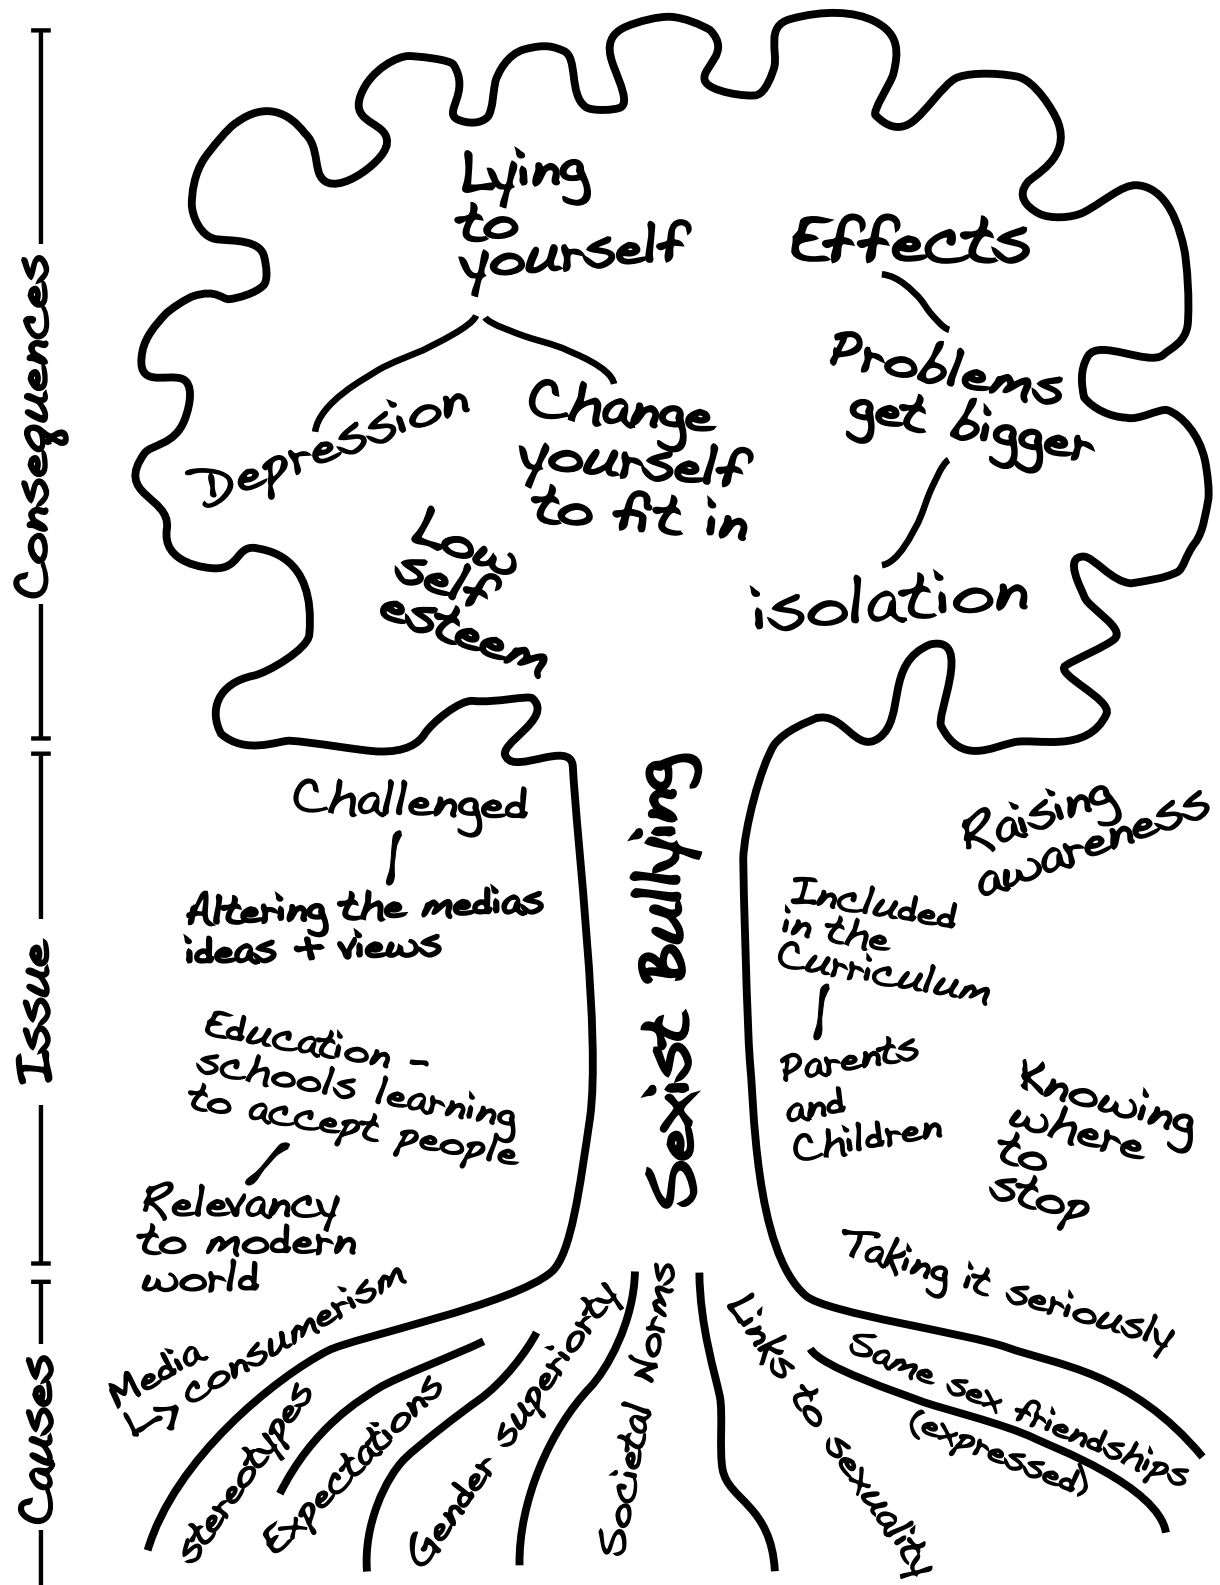 Consequences
Lying
to
yourself
Depression
Change
yourself
to fit in
Low
self
esteem
Effects
Problems
get bigger
isolation
Issue
Sexist Bullying
Challenged
Altering the medias
ideas + views
Education -
schools learning
to accept people
Relevancy
to modern
world
Raising
awareness
Included
in the
Curriculum
Parents
and
Children
Knowing
where
to
stop
Taking it seriously
Causes
Media
consumerism
stereotypes
Expectations
Gender superiorty
Societal Norms
Links to sexuality
Same sex friendships
(expressed)